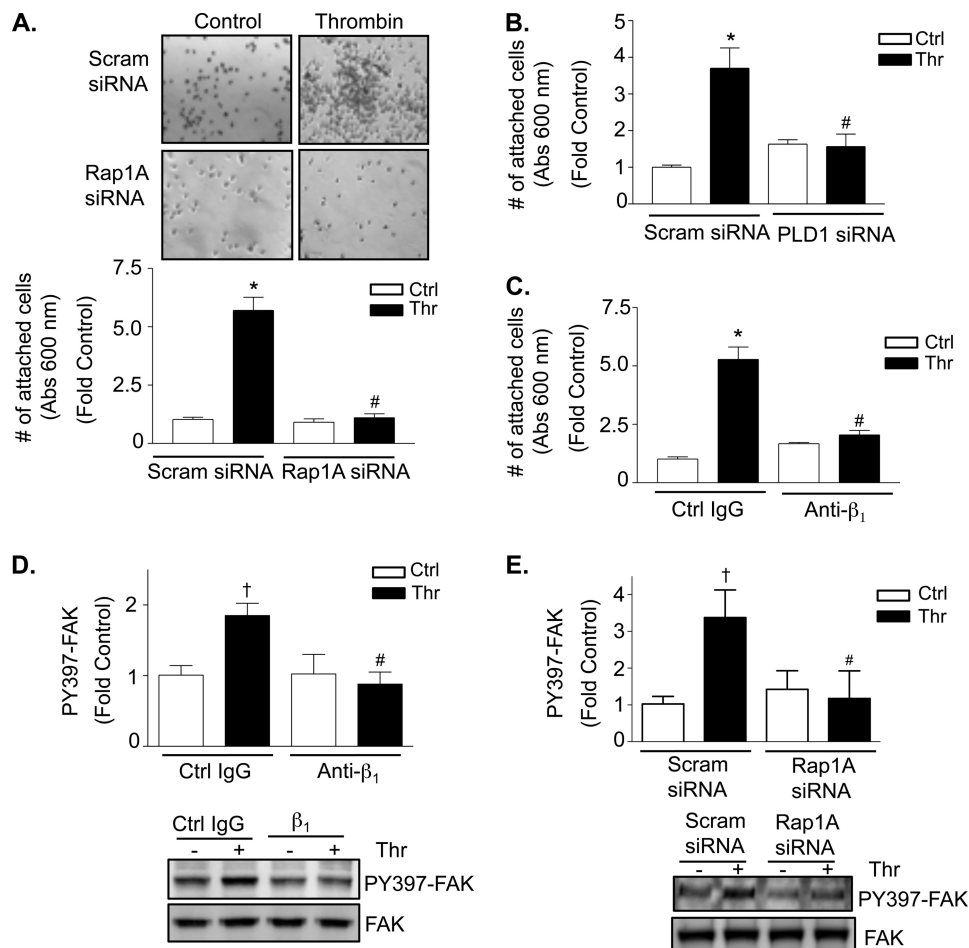 A.
Control Thrombin
Scram
siRNA
Rap1A
siRNA
# of attached cells
(Abs 600 nm)
(Fold Control)
7.5
5.0
2.5
0
*
#
Ctrl
Thr
Scram siRNA Rap1A siRNA
B.
# of attached cells
(Abs 600 nm)
(Fold Control)
5
4
3
2
1
0
*
#
Ctrl
Thr
Scram siRNA PLD1 siRNA
C.
# of attached cells
(Abs 600 nm)
(Fold Control)
7.5
5.0
2.5
0
*
#
Ctrl
Thr
Ctrl IgG Anti-β1
D.
PY397-FAK
(Fold Control)
2
1
0
†
#
Ctrl
Thr
Ctrl IgG Anti-β1
Ctrl IgG β1
- + - + Thr
PY397-FAK
FAK
E.
PY397-FAK
(Fold Control)
4
3
2
1
0
†
#
Ctrl
Thr
Scram Rap1A
siRNA siRNA
Scram Rap1A
siRNA siRNA
Thr - + - +
PY397-FAK
FAK